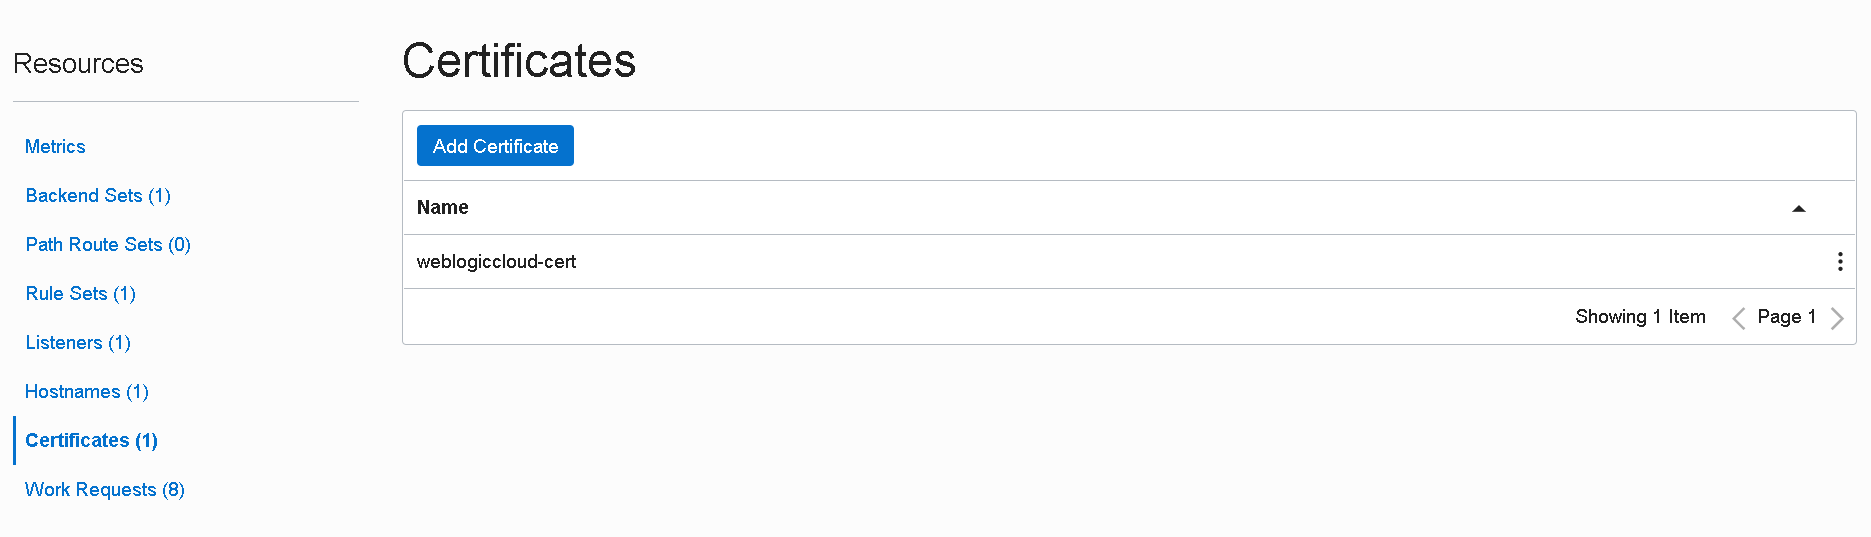 Resources
Metrics
Backend Sets (1)
Path Route Sets (0)
Rule Sets (1)
Listeners (1)
Hostnames (1)
Certificates (1)
Work Requests (8)
Certificates
Add Certificate
Name
weblogiccloud-cert
Showing 1 Item Page 1